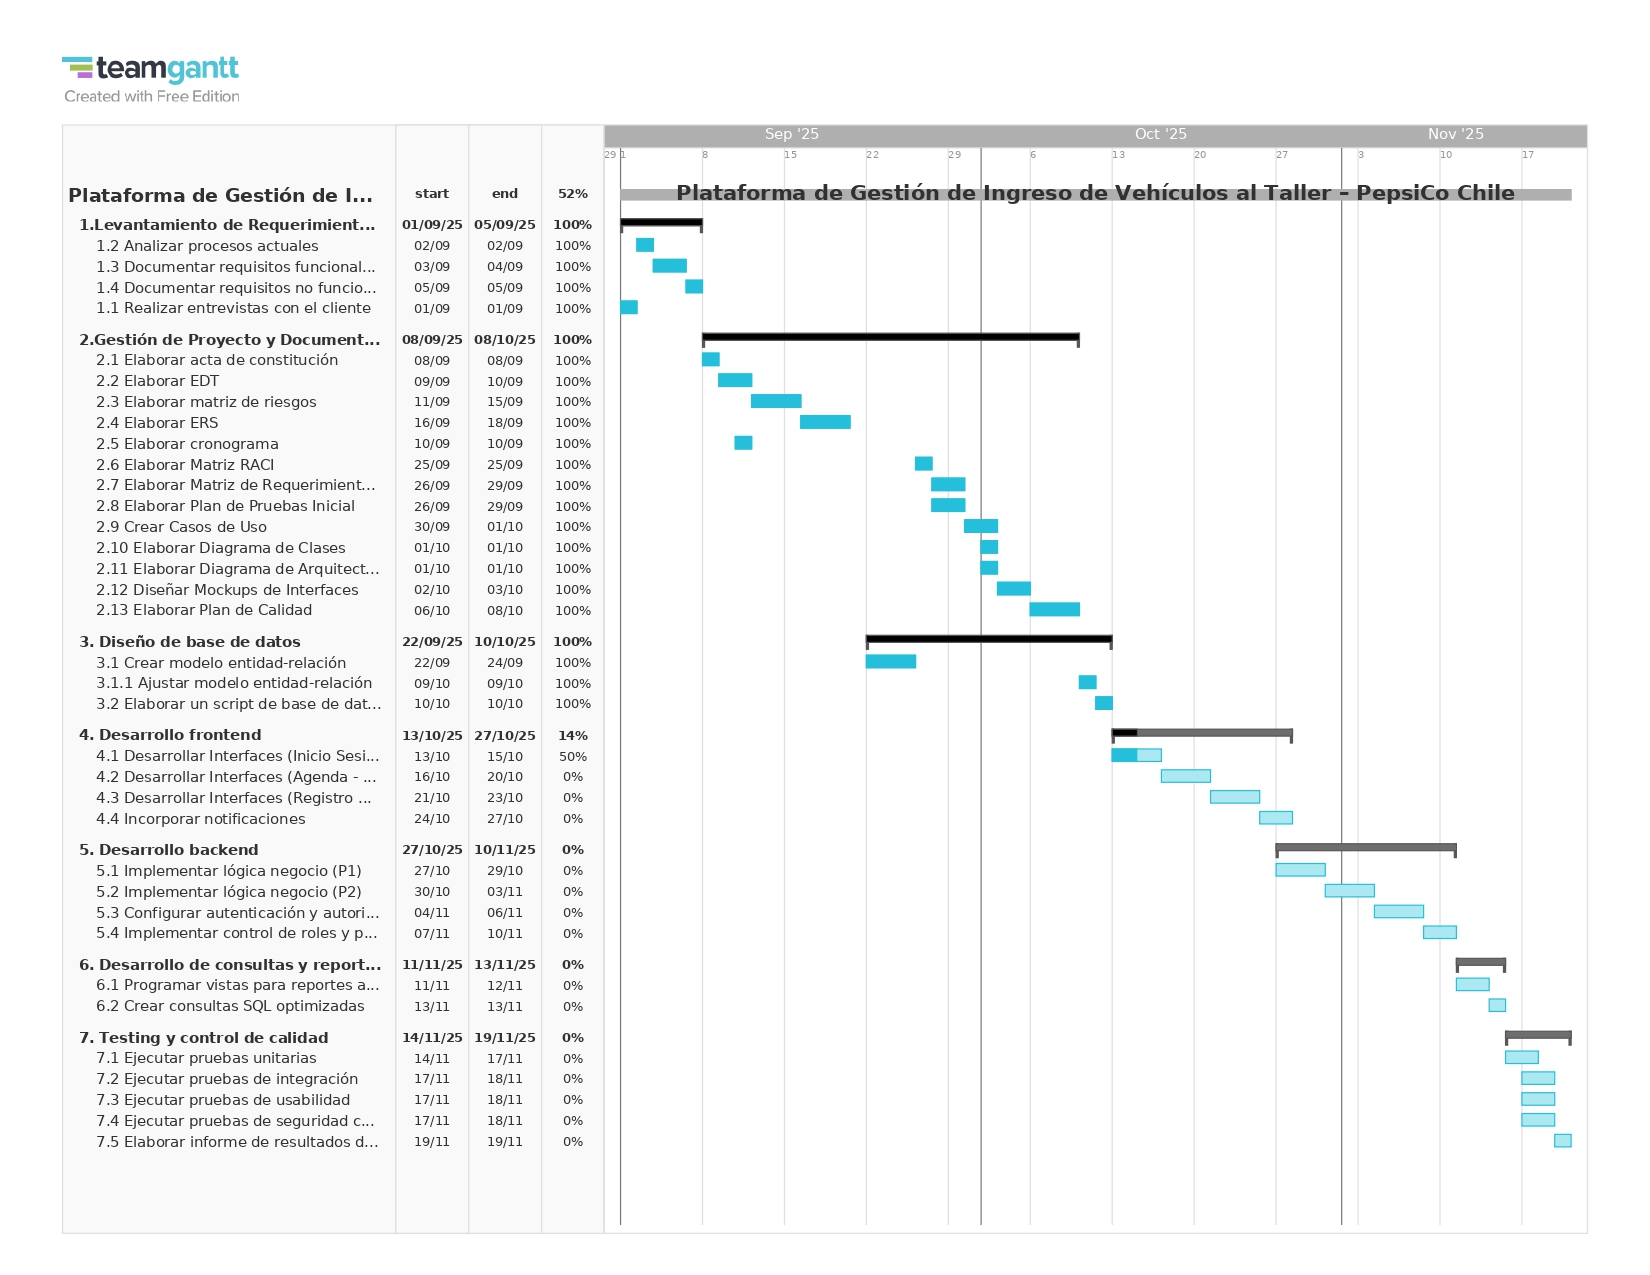 teamgantt
Created with Free Edition
Sep '25 Oct '25 Nov '25
29 1 8 15 22 29 6 13 20 27 3 10 17
Plataforma de Gestión de I... start end 52% Plataforma de Gestión de Ingreso de Vehículos al Taller – PepsiCo Chile
1.Levantamiento de Requerimient... 01/09/25 05/09/25 100%
1.2 Analizar procesos actuales 02/09 02/09 100%
1.3 Documentar requisitos funcional... 03/09 04/09 100%
1.4 Documentar requisitos no funcio... 05/09 05/09 100%
1.1 Realizar entrevistas con el cliente 01/09 01/09 100%
2.Gestión de Proyecto y Document... 08/09/25 08/10/25 100%
2.1 Elaborar acta de constitución 08/09 08/09 100%
2.2 Elaborar EDT 09/09 10/09 100%
2.3 Elaborar matriz de riesgos 11/09 15/09 100%
2.4 Elaborar ERS 16/09 18/09 100%
2.5 Elaborar cronograma 10/09 10/09 100%
2.6 Elaborar Matriz RACI 25/09 25/09 100%
2.7 Elaborar Matriz de Requerimient... 26/09 29/09 100%
2.8 Elaborar Plan de Pruebas Inicial 26/09 29/09 100%
2.9 Crear Casos de Uso 30/09 01/10 100%
2.10 Elaborar Diagrama de Clases 01/10 01/10 100%
2.11 Elaborar Diagrama de Arquitect... 01/10 01/10 100%
2.12 Diseñar Mockups de Interfaces 02/10 03/10 100%
2.13 Elaborar Plan de Calidad 06/10 08/10 100%
3. Diseño de base de datos 22/09/25 10/10/25 100%
3.1 Crear modelo entidad-relación 22/09 24/09 100%
3.1.1 Ajustar modelo entidad-relación 09/10 09/10 100%
3.2 Elaborar un script de base de dat... 10/10 10/10 100%
4. Desarrollo frontend 13/10/25 27/10/25 14%
4.1 Desarrollar Interfaces (Inicio Sesi... 13/10 15/10 50%
4.2 Desarrollar Interfaces (Agenda - ... 16/10 20/10 0%
4.3 Desarrollar Interfaces (Registro ... 21/10 23/10 0%
4.4 Incorporar notificaciones 24/10 27/10 0%
5. Desarrollo backend 27/10/25 10/11/25 0%
5.1 Implementar lógica negocio (P1) 27/10 29/10 0%
5.2 Implementar lógica negocio (P2) 30/10 03/11 0%
5.3 Configurar autenticación y autori... 04/11 06/11 0%
5.4 Implementar control de roles y p... 07/11 10/11 0%
6. Desarrollo de consultas y report... 11/11/25 13/11/25 0%
6.1 Programar vistas para reportes a... 11/11 12/11 0%
6.2 Crear consultas SQL optimizadas 13/11 13/11 0%
7. Testing y control de calidad 14/11/25 19/11/25 0%
7.1 Ejecutar pruebas unitarias 14/11 17/11 0%
7.2 Ejecutar pruebas de integración 17/11 18/11 0%
7.3 Ejecutar pruebas de usabilidad 17/11 18/11 0%
7.4 Ejecutar pruebas de seguridad c... 17/11 18/11 0%
7.5 Elaborar informe de resultados d... 19/11 19/11 0%